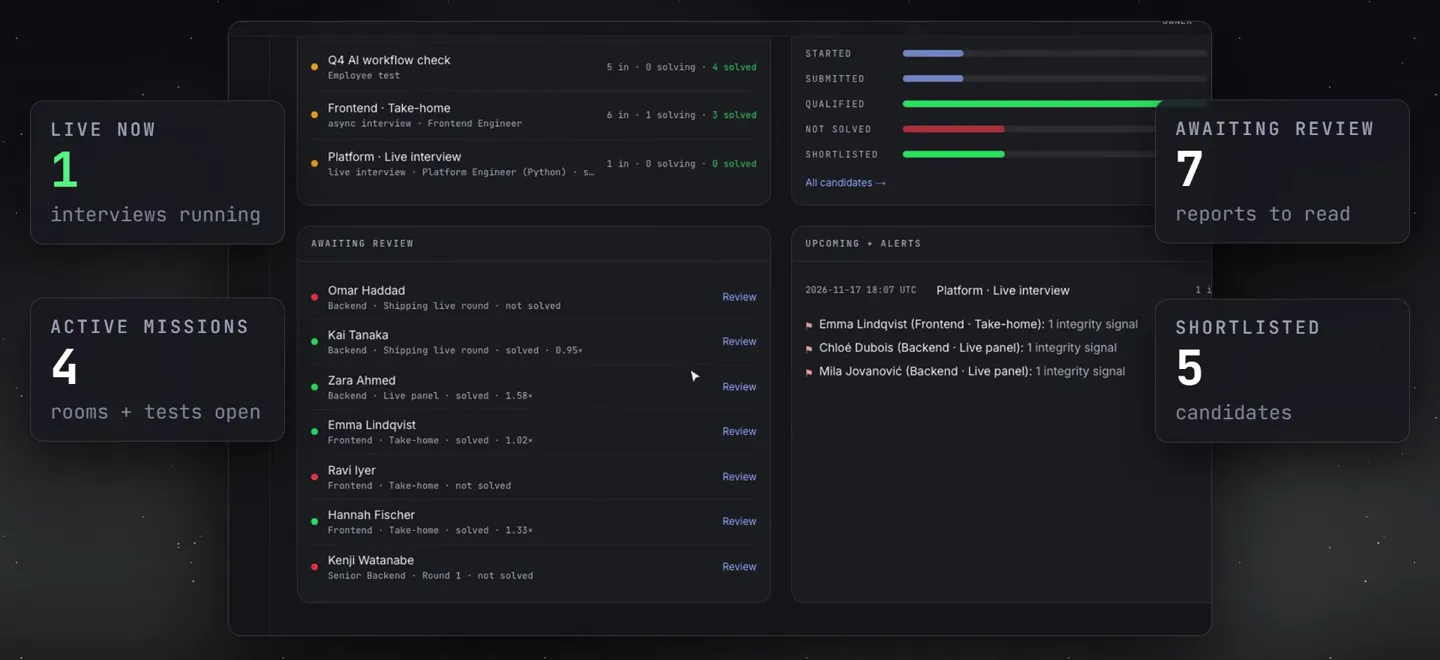 LIVE NOW
1
interviews running
ACTIVE MISSIONS
4
rooms + tests open
Q4 AI workflow check
Employee test
5 in · 0 solving · 4 solved
Frontend · Take-home
async interview · Frontend Engineer
6 in · 1 solving · 3 solved
Platform · Live interview
live interview · Platform Engineer (Python) · s…
1 in · 0 solving · 0 solved
AWAITING REVIEW
Omar Haddad
Backend · Shipping live round · not solved
Review
Kai Tanaka
Backend · Shipping live round · solved · 0.95×
Review
Zara Ahmed
Backend · Live panel · solved · 1.58×
Review
Emma Lindqvist
Frontend · Take-home · solved · 1.02×
Review
Ravi Iyer
Frontend · Take-home · not solved
Review
Hannah Fischer
Frontend · Take-home · solved · 1.33×
Review
Kenji Watanabe
Senior Backend · Round 1 · not solved
Review
STARTED
SUBMITTED
QUALIFIED
NOT SOLVED
SHORTLISTED
All candidates →
UPCOMING + ALERTS
2026-11-17 18:07 UTC Platform · Live interview 1 i
Emma Lindqvist (Frontend · Take-home): 1 integrity signal
Chloé Dubois (Backend · Live panel): 1 integrity signal
Mila Jovanović (Backend · Live panel): 1 integrity signal
AWAITING REVIEW
7
reports to read
SHORTLISTED
5
candidates